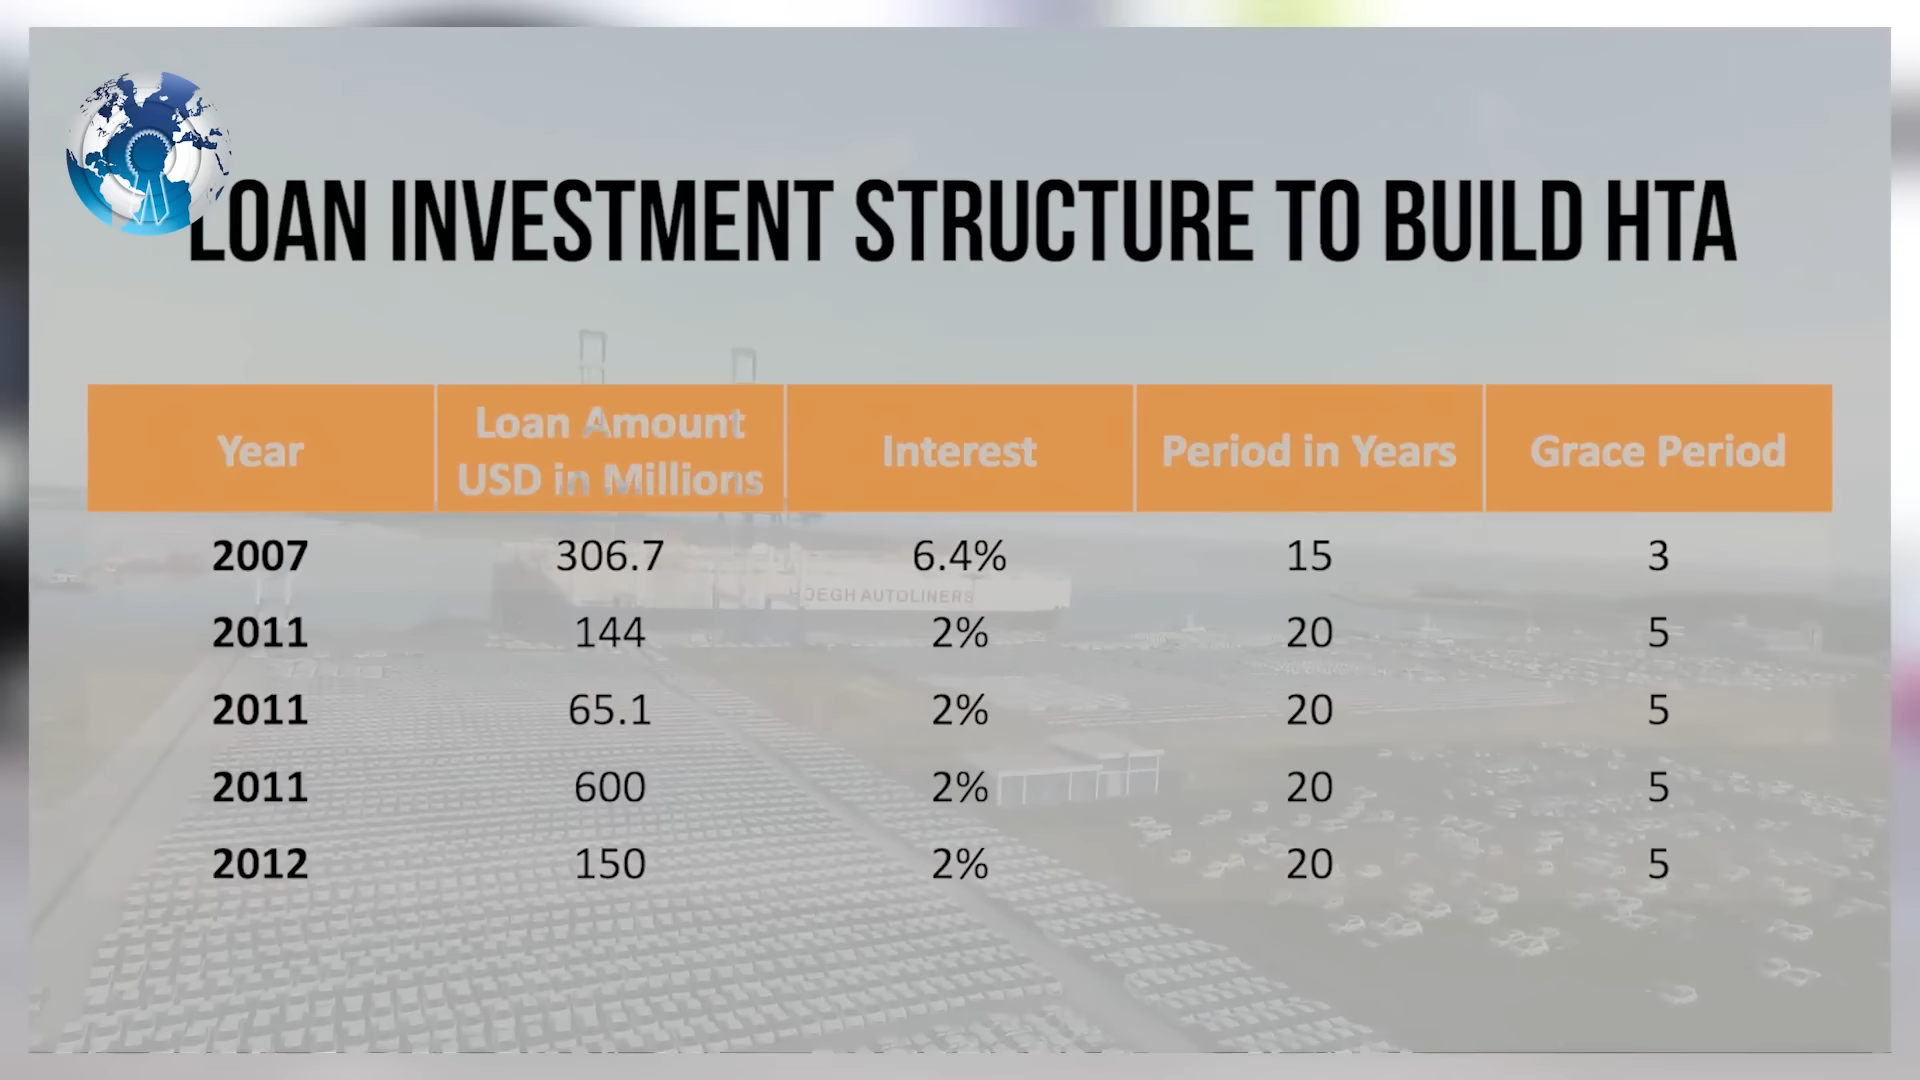 LOAN INVESTMENT STRUCTURE TO BUILD HTA
Year
Loan Amount
USD in Millions
Interest
Period in Years
Grace Period
2007 306.7 6.4% 15 3
HOEGH AUTOLINERS
2011 144 2% 20 5
2011 65.1 2% 20 5
2011 600 2% 20 5
2012 150 2% 20 5